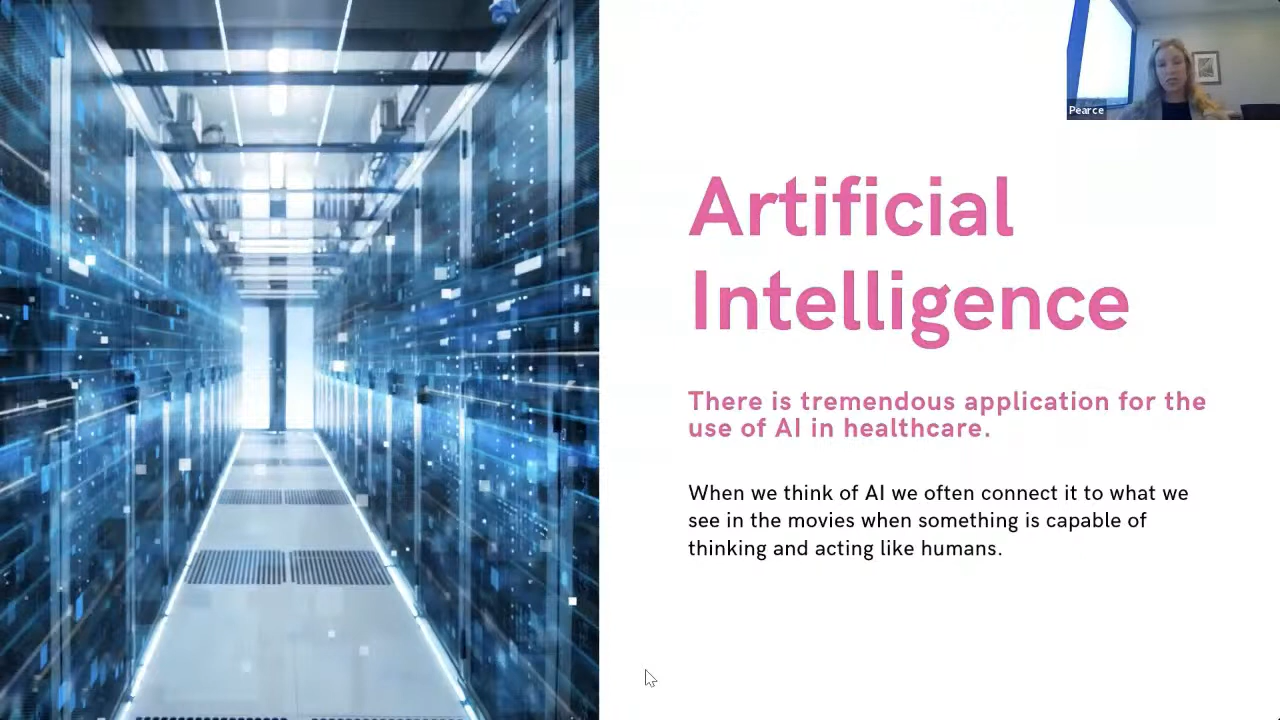 Pearce
Artificial
Intelligence
There is tremendous application for the
use of AI in healthcare.
When we think of AI we often connect it to what we
see in the movies when something is capable of
thinking and acting like humans.